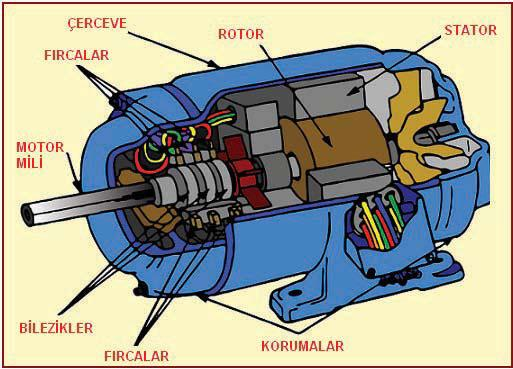 ÇERCEVE
FIRCALAR
ROTOR
STATOR
MOTOR
MİLİ
BİLEZİKLER
FIRCALAR
KORUMALAR